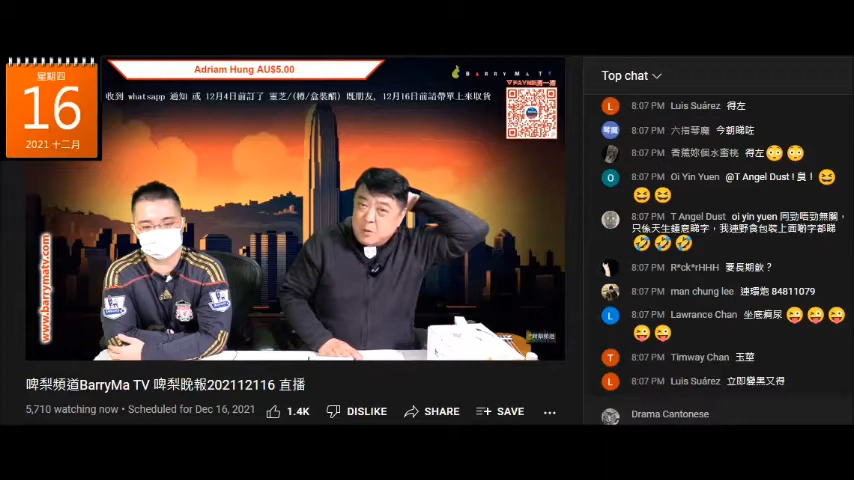 星期四
16
2021 十二月
Adriam Hung AU$5.00
BARRYMATV
收到 whatsapp 通知 或 12月4日前訂了 靈芝/(樽/盒裝醋) 既朋友, 12月16日前請帶單上來取貨
www.barrymatv.com
啤梨頻道BarryMa TV 啤梨晚報202112116 直播
5,710 watching now • Scheduled for Dec 16, 2021
1.4K
DISLIKE
SHARE
SAVE
Top chat
8:07 PM Luis Suárez 得左
8:07 PM 六指琴魔 今朝睇咗
8:07 PM 香蕉妳個水蜜桃 得左
8:07 PM Oi Yin Yuen @T Angel Dust ! 臭 !
8:07 PM T Angel Dust oi yin yuen 同勁唔勁無關，
只係天生鍾意睇字，我連野食包裝上面啲字都睇
8:07 PM R*ck*rHHH 要長期飲？
8:07 PM man chung lee 連環炮 84811079
8:07 PM Lawrance Chan 坐底痾尿
8:07 PM Timway Chan 玉華
8:07 PM Luis Suárez 立即變黑又得
Drama Cantonese